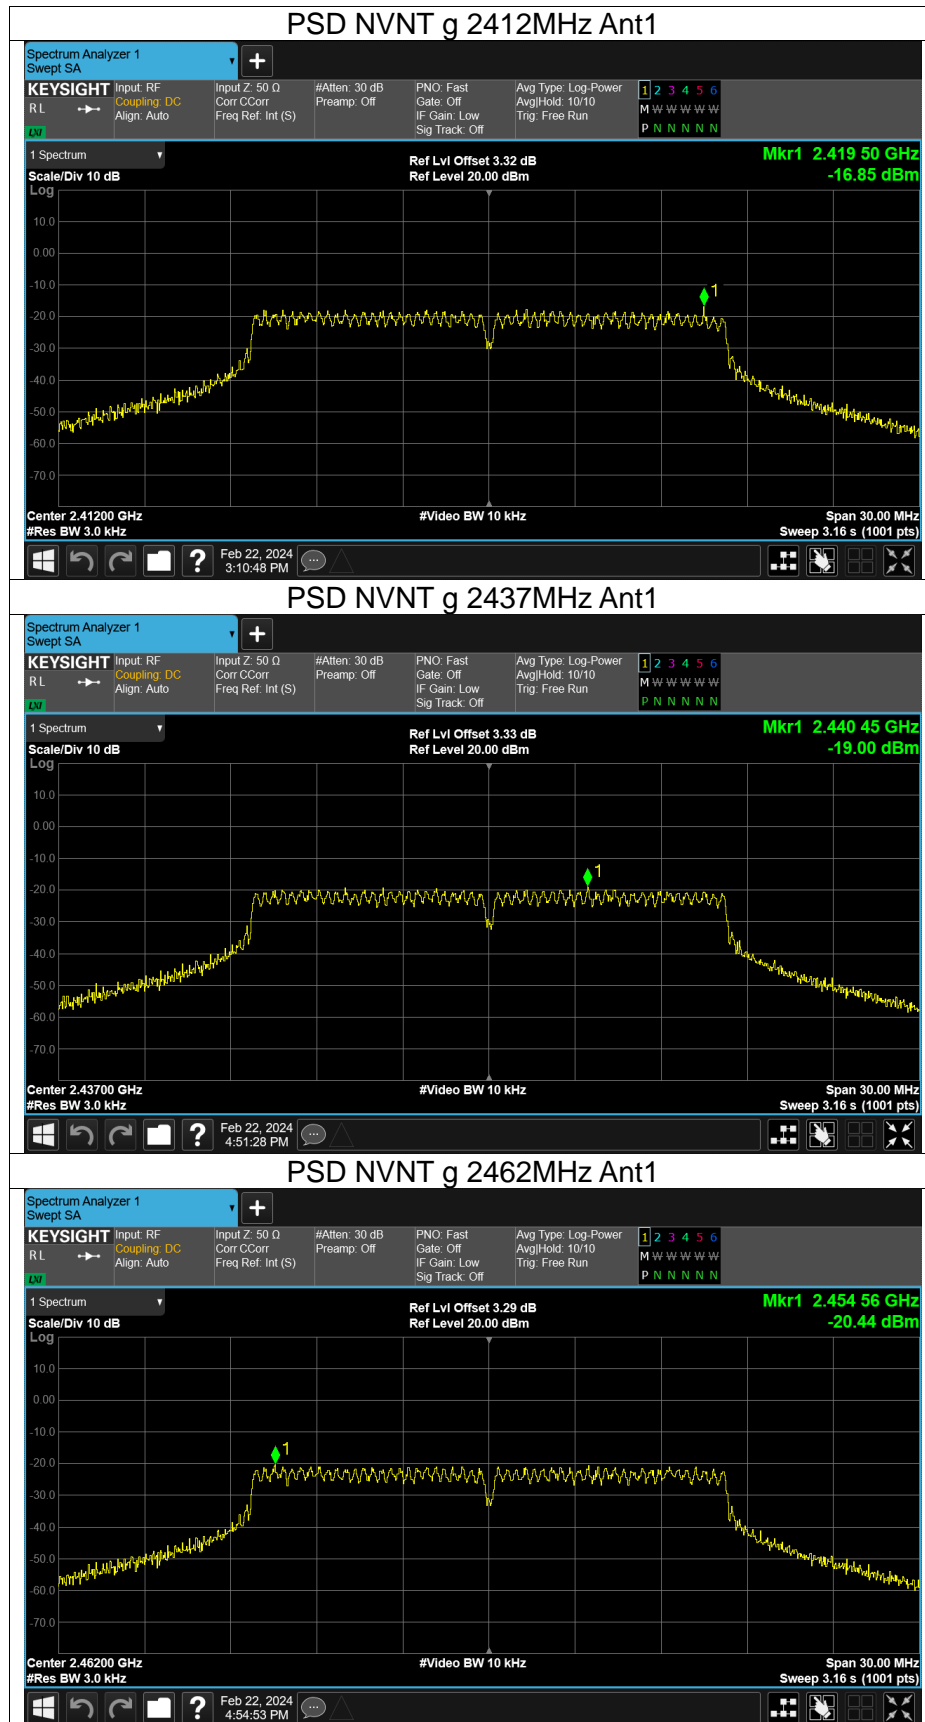 PSD NVNT g 2412MHz Ant1
Spectrum Analyzer 1
Swept SA
KEYSIGHT
R L
LXI
Input: RF
Coupling: DC
Align: Auto
Input Z: 50 Ω
Corr CCorr
Freq Ref: Int (S)
#Atten: 30 dB
Preamp: Off
PNO: Fast
Gate: Off
IF Gain: Low
Sig Track: Off
Avg Type: Log-Power
Avg|Hold: 10/10
Trig: Free Run
1 2 3 4 5 6
M W W W W W
P N N N N N
1 Spectrum
Scale/Div 10 dB
Ref Lvl Offset 3.32 dB
Ref Level 20.00 dBm
Mkr1 2.419 50 GHz
-16.85 dBm
Log
10.0
0.00
-10.0
-20.0
-30.0
-40.0
-50.0
-60.0
-70.0
1
Center 2.41200 GHz
#Res BW 3.0 kHz
#Video BW 10 kHz
Span 30.00 MHz
Sweep 3.16 s (1001 pts)
Feb 22, 2024
3:10:48 PM
PSD NVNT g 2437MHz Ant1
Spectrum Analyzer 1
Swept SA
KEYSIGHT
R L
LXI
Input: RF
Coupling: DC
Align: Auto
Input Z: 50 Ω
Corr CCorr
Freq Ref: Int (S)
#Atten: 30 dB
Preamp: Off
PNO: Fast
Gate: Off
IF Gain: Low
Sig Track: Off
Avg Type: Log-Power
Avg|Hold: 10/10
Trig: Free Run
1 2 3 4 5 6
M W W W W W
P N N N N N
1 Spectrum
Scale/Div 10 dB
Ref Lvl Offset 3.33 dB
Ref Level 20.00 dBm
Mkr1 2.440 45 GHz
-19.00 dBm
Log
10.0
0.00
-10.0
-20.0
-30.0
-40.0
-50.0
-60.0
-70.0
1
Center 2.43700 GHz
#Res BW 3.0 kHz
#Video BW 10 kHz
Span 30.00 MHz
Sweep 3.16 s (1001 pts)
Feb 22, 2024
4:51:28 PM
PSD NVNT g 2462MHz Ant1
Spectrum Analyzer 1
Swept SA
KEYSIGHT
R L
LXI
Input: RF
Coupling: DC
Align: Auto
Input Z: 50 Ω
Corr CCorr
Freq Ref: Int (S)
#Atten: 30 dB
Preamp: Off
PNO: Fast
Gate: Off
IF Gain: Low
Sig Track: Off
Avg Type: Log-Power
Avg|Hold: 10/10
Trig: Free Run
1 2 3 4 5 6
M W W W W W
P N N N N N
1 Spectrum
Scale/Div 10 dB
Ref Lvl Offset 3.29 dB
Ref Level 20.00 dBm
Mkr1 2.454 56 GHz
-20.44 dBm
Log
10.0
0.00
-10.0
-20.0
-30.0
-40.0
-50.0
-60.0
-70.0
1
Center 2.46200 GHz
#Res BW 3.0 kHz
#Video BW 10 kHz
Span 30.00 MHz
Sweep 3.16 s (1001 pts)
Feb 22, 2024
4:54:53 PM